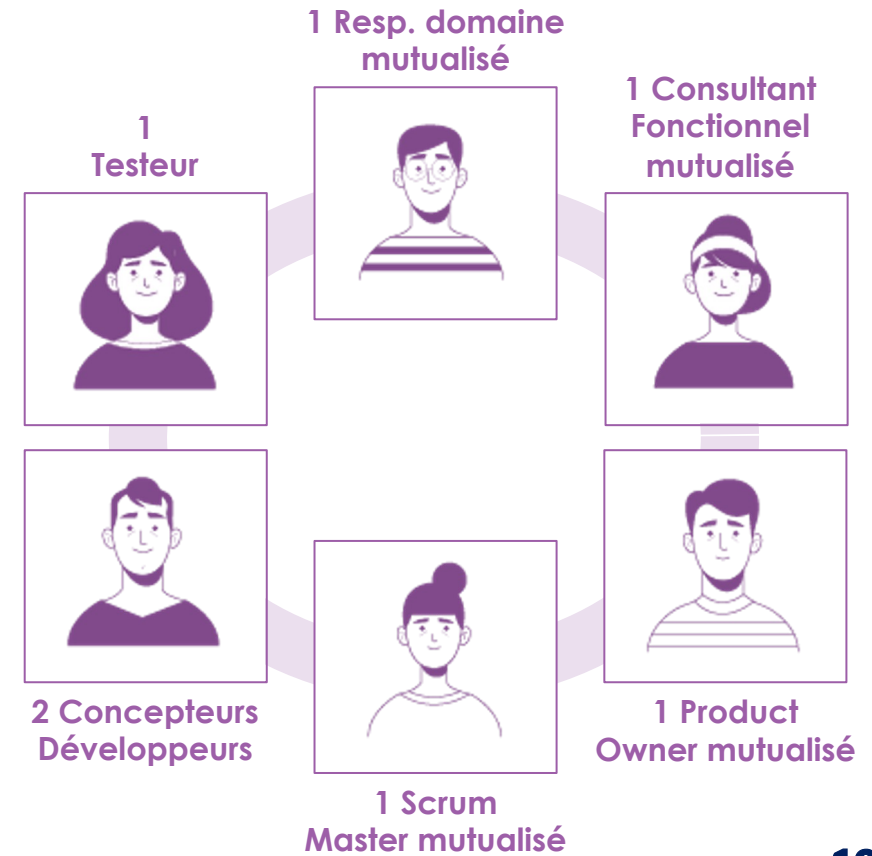 1 Resp. domaine
mutualisé
1 Consultant
Fonctionnel
mutualisé
1
Testeur
2 Concepteurs
Développeurs
1 Product
Owner mutualisé
1 Scrum
Master mutualisé